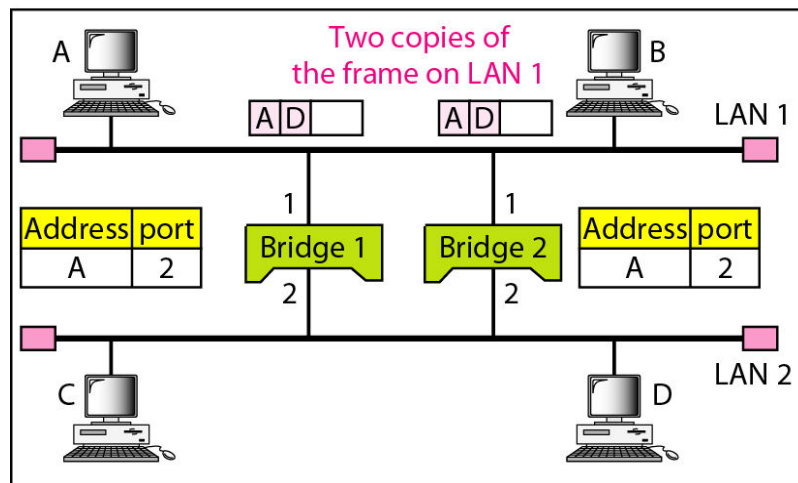 A
Two copies of
the frame on LAN 1
B
A D
A D
LAN 1
1
1
Address port
A 2
Bridge 1
Bridge 2
Address port
A 2
2
2
C
D
LAN 2